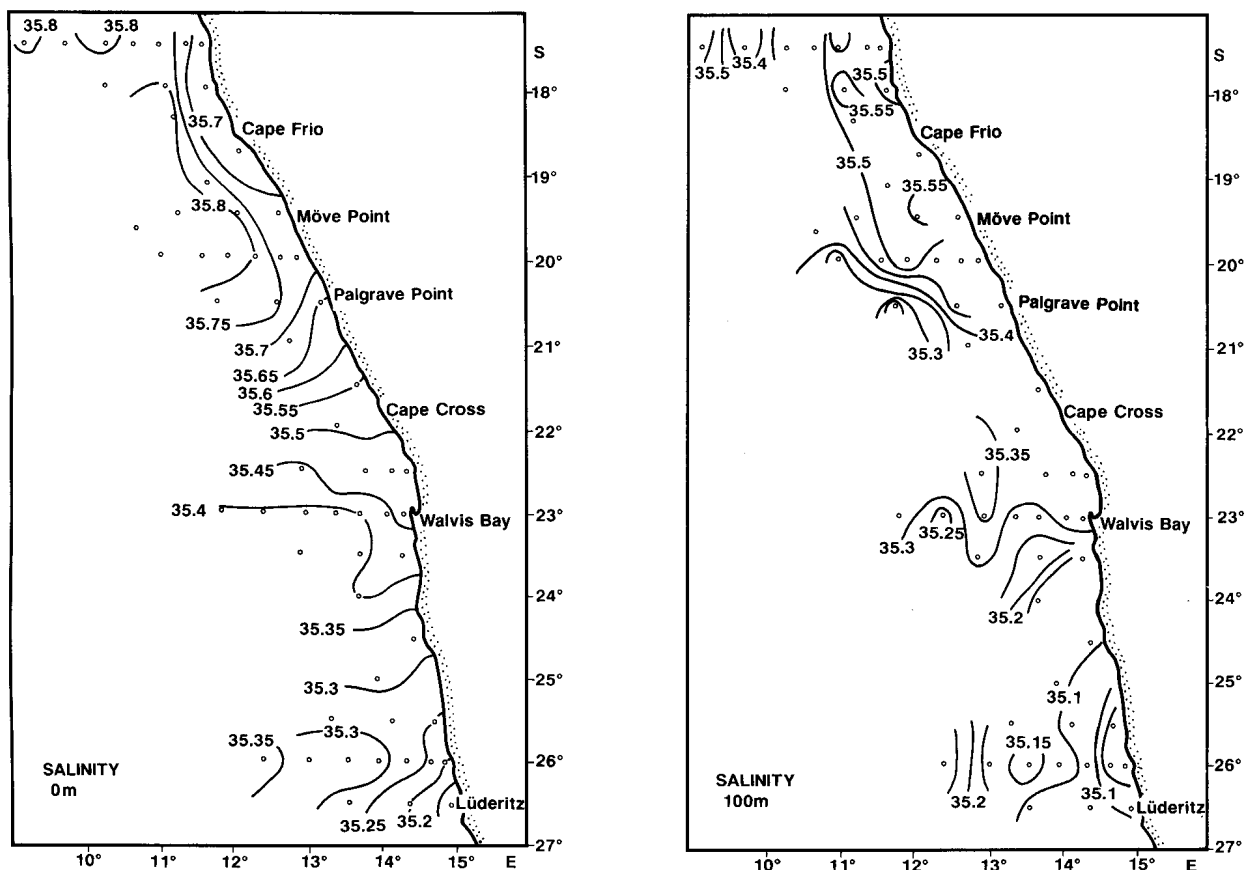 35.8 35.8
S
18°
35.7
Cape Frio
19°
35.8
Möve Point
20°
Palgrave Point
35.75
35.7
21°
35.65
35.6
35.55
Cape Cross
35.5
22°
35.45
35.4
Walvis Bay
23°
24°
35.35
35.3
25°
35.3
35.35
SALINITY
0m
26°
Lüderitz
35.25
35.2
27°
10° 11° 12° 13° 14° 15° E
35.5 35.4
35.5
S
35.55
18°
Cape Frio
35.5
35.55
19°
Möve Point
20°
Palgrave Point
35.4
35.3
21°
Cape Cross
22°
35.35
35.3
35.25
Walvis Bay
23°
35.2
24°
35.1
25°
35.15
SALINITY
100m
35.2
35.1
26°
Lüderitz
27°
10° 11° 12° 13° 14° 15° E